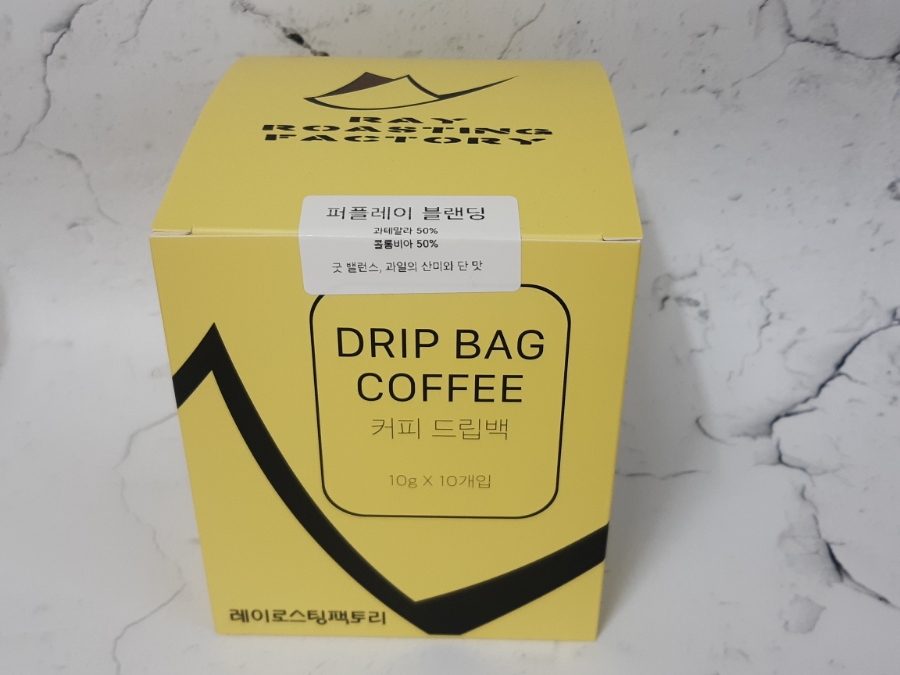 RAY
ROASTING
FACTORY
퍼플레이 블랜딩
과테말라 50%
콜롬비아 50%
굿 밸런스, 과일의 산미와 단 맛
DRIP BAG
COFFEE
커피 드립백
10g X 10개입
레이로스팅팩토리